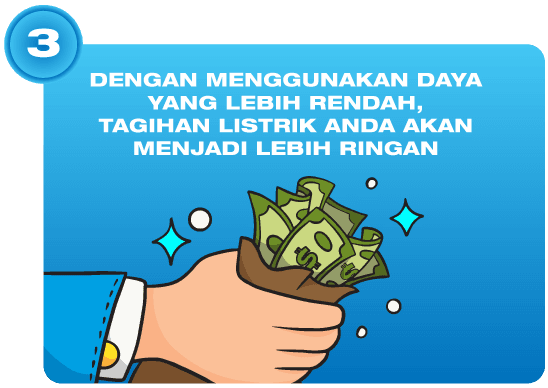 3
DENGAN MENGGUNAKAN DAYA
YANG LEBIH RENDAH,
TAGIHAN LISTRIK ANDA AKAN
MENJADI LEBIH RINGAN
$
$